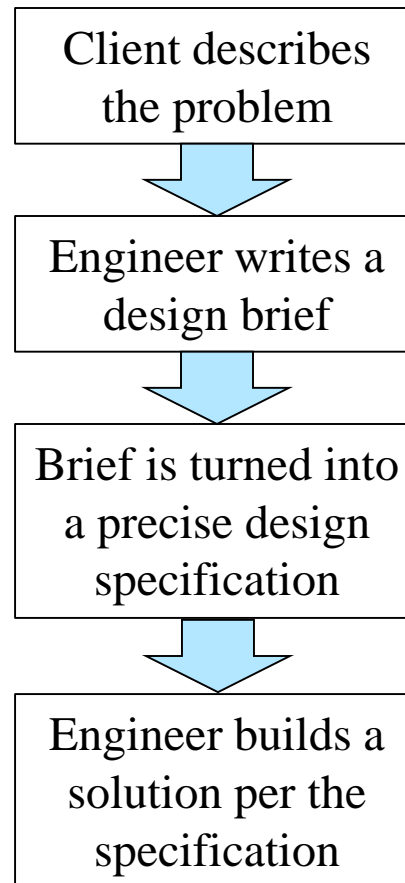 Client describes
the problem
Engineer writes a
design brief
Brief is turned into
a precise design
specification
Engineer builds a
solution per the
specification